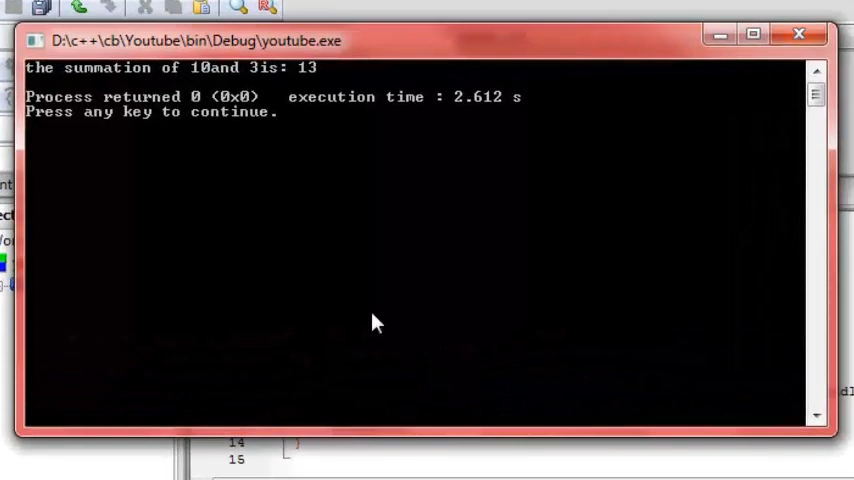 D:\c++\cb\Youtube\bin\Debug\youtube.exe
the summation of 10and 3is: 13
Process returned 0 (0x0)   execution time : 2.612 s
Press any key to continue.
14
15